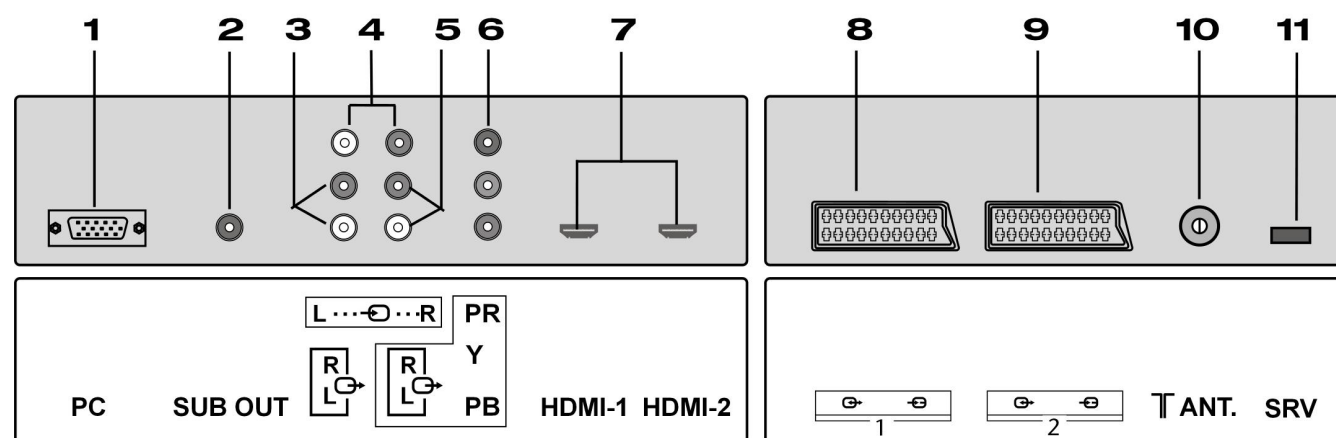 1 2 3 4 5 6 7 8 9 10 11
L R PR
R R Y
L L PB
PC SUB OUT HDMI-1 HDMI-2 ANT. SRV
1 2